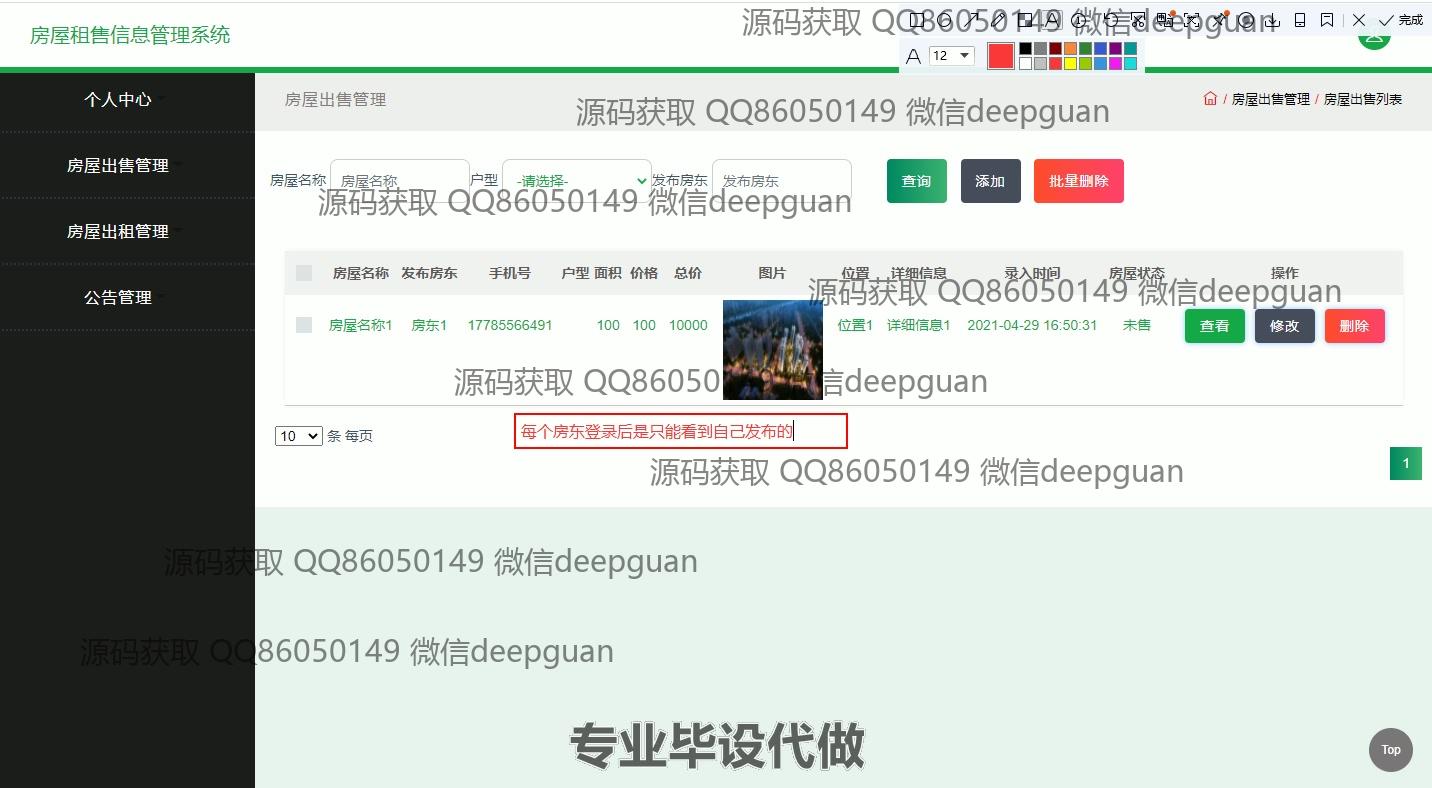 房屋租售信息管理系统
源码获取 QQ86050149 微信deepguan
完成
A 12
个人中心
房屋出售管理
房屋出租管理
公告管理
房屋出售管理
/ 房屋出售管理 / 房屋出售列表
源码获取 QQ86050149 微信deepguan
房屋名称 房屋名称 户型 -请选择- 发布房东 发布房东 查询 添加 批量删除
源码获取 QQ86050149 微信deepguan
房屋名称 发布房东 手机号 户型 面积 价格 总价 图片 位置 详细信息 录入时间 房屋状态 操作
源码获取 QQ86050149 微信deepguan
房屋名称1 房东1 17785566491 100 100 10000 位置1 详细信息1 2021-04-29 16:50:31 未售 查看 修改 删除
源码获取 QQ86050 信deepguan
10 条 每页
每个房东登录后是只能看到自己发布的
1
源码获取 QQ86050149 微信deepguan
源码获取 QQ86050149 微信deepguan
源码获取 QQ86050149 微信deepguan
专业毕设代做
Top